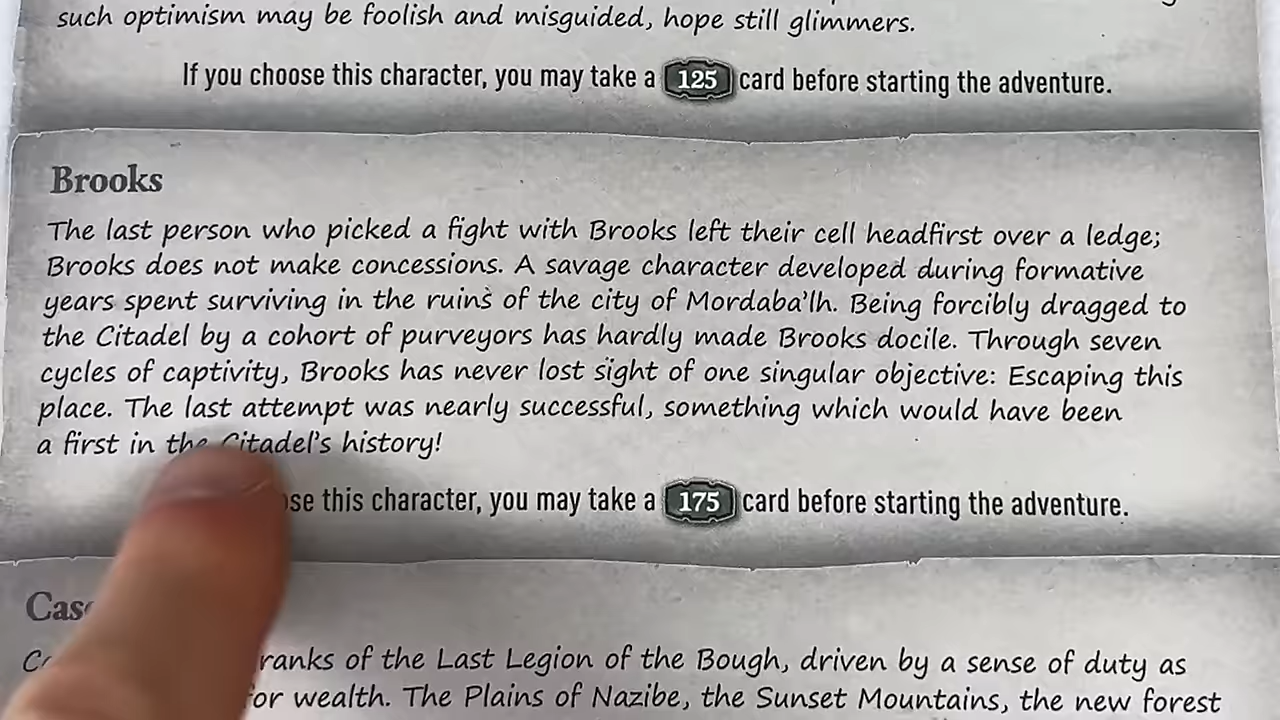 such optimism may be foolish and misguided, hope still glimmers.
If you choose this character, you may take a 125 card before starting the adventure.
Brooks
The last person who picked a fight with Brooks left their cell headfirst over a ledge;
Brooks does not make concessions. A savage character developed during formative
years spent surviving in the ruins of the city of Mordaba'lh. Being forcibly dragged to
the Citadel by a cohort of purveyors has hardly made Brooks docile. Through seven
cycles of captivity, Brooks has never lost sight of one singular objective: Escaping this
place. The last attempt was nearly successful, something which would have been
a first in the Citadel's history!
this character, you may take a 175 card before starting the adventure.
ranks of the Last Legion of the Bough, driven by a sense of duty as
for wealth. The Plains of Nazibe, the Sunset Mountains, the new forest